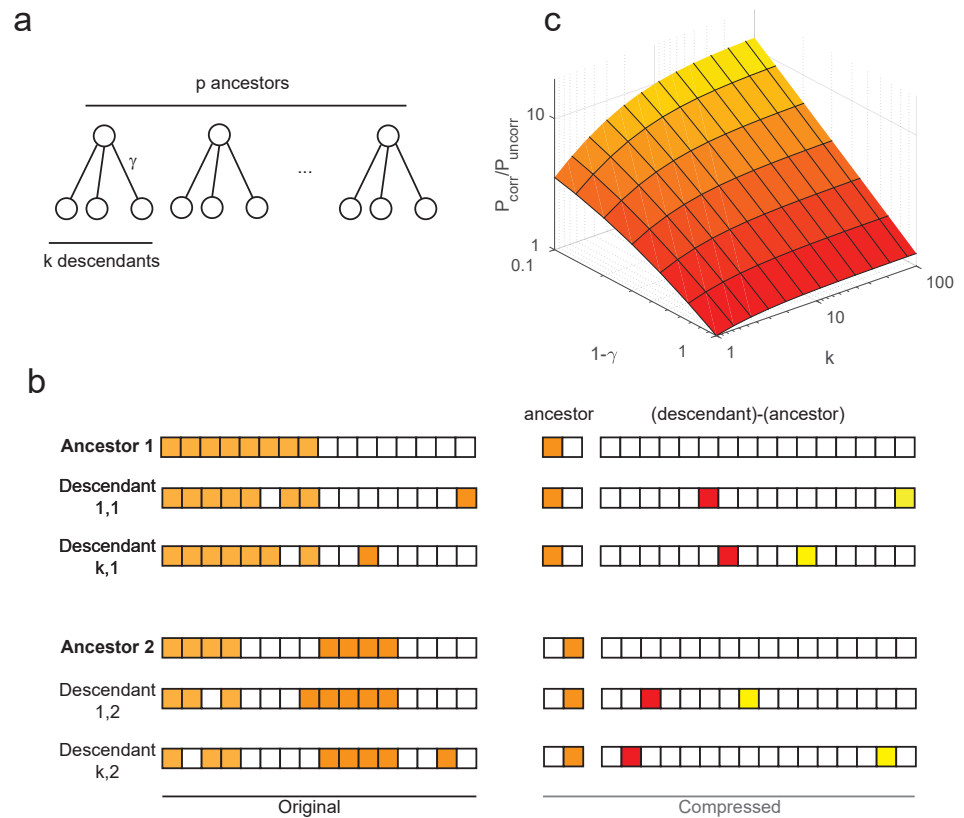 a
p ancestors
γ
...
k descendants
c
P_corr/P_uncorr
10
1
0.1
1-γ
1
1
10
100
k
b
ancestor
(descendant)-(ancestor)
Ancestor 1
Descendant
1,1
Descendant
k,1
Ancestor 2
Descendant
1,2
Descendant
k,2
Original
Compressed